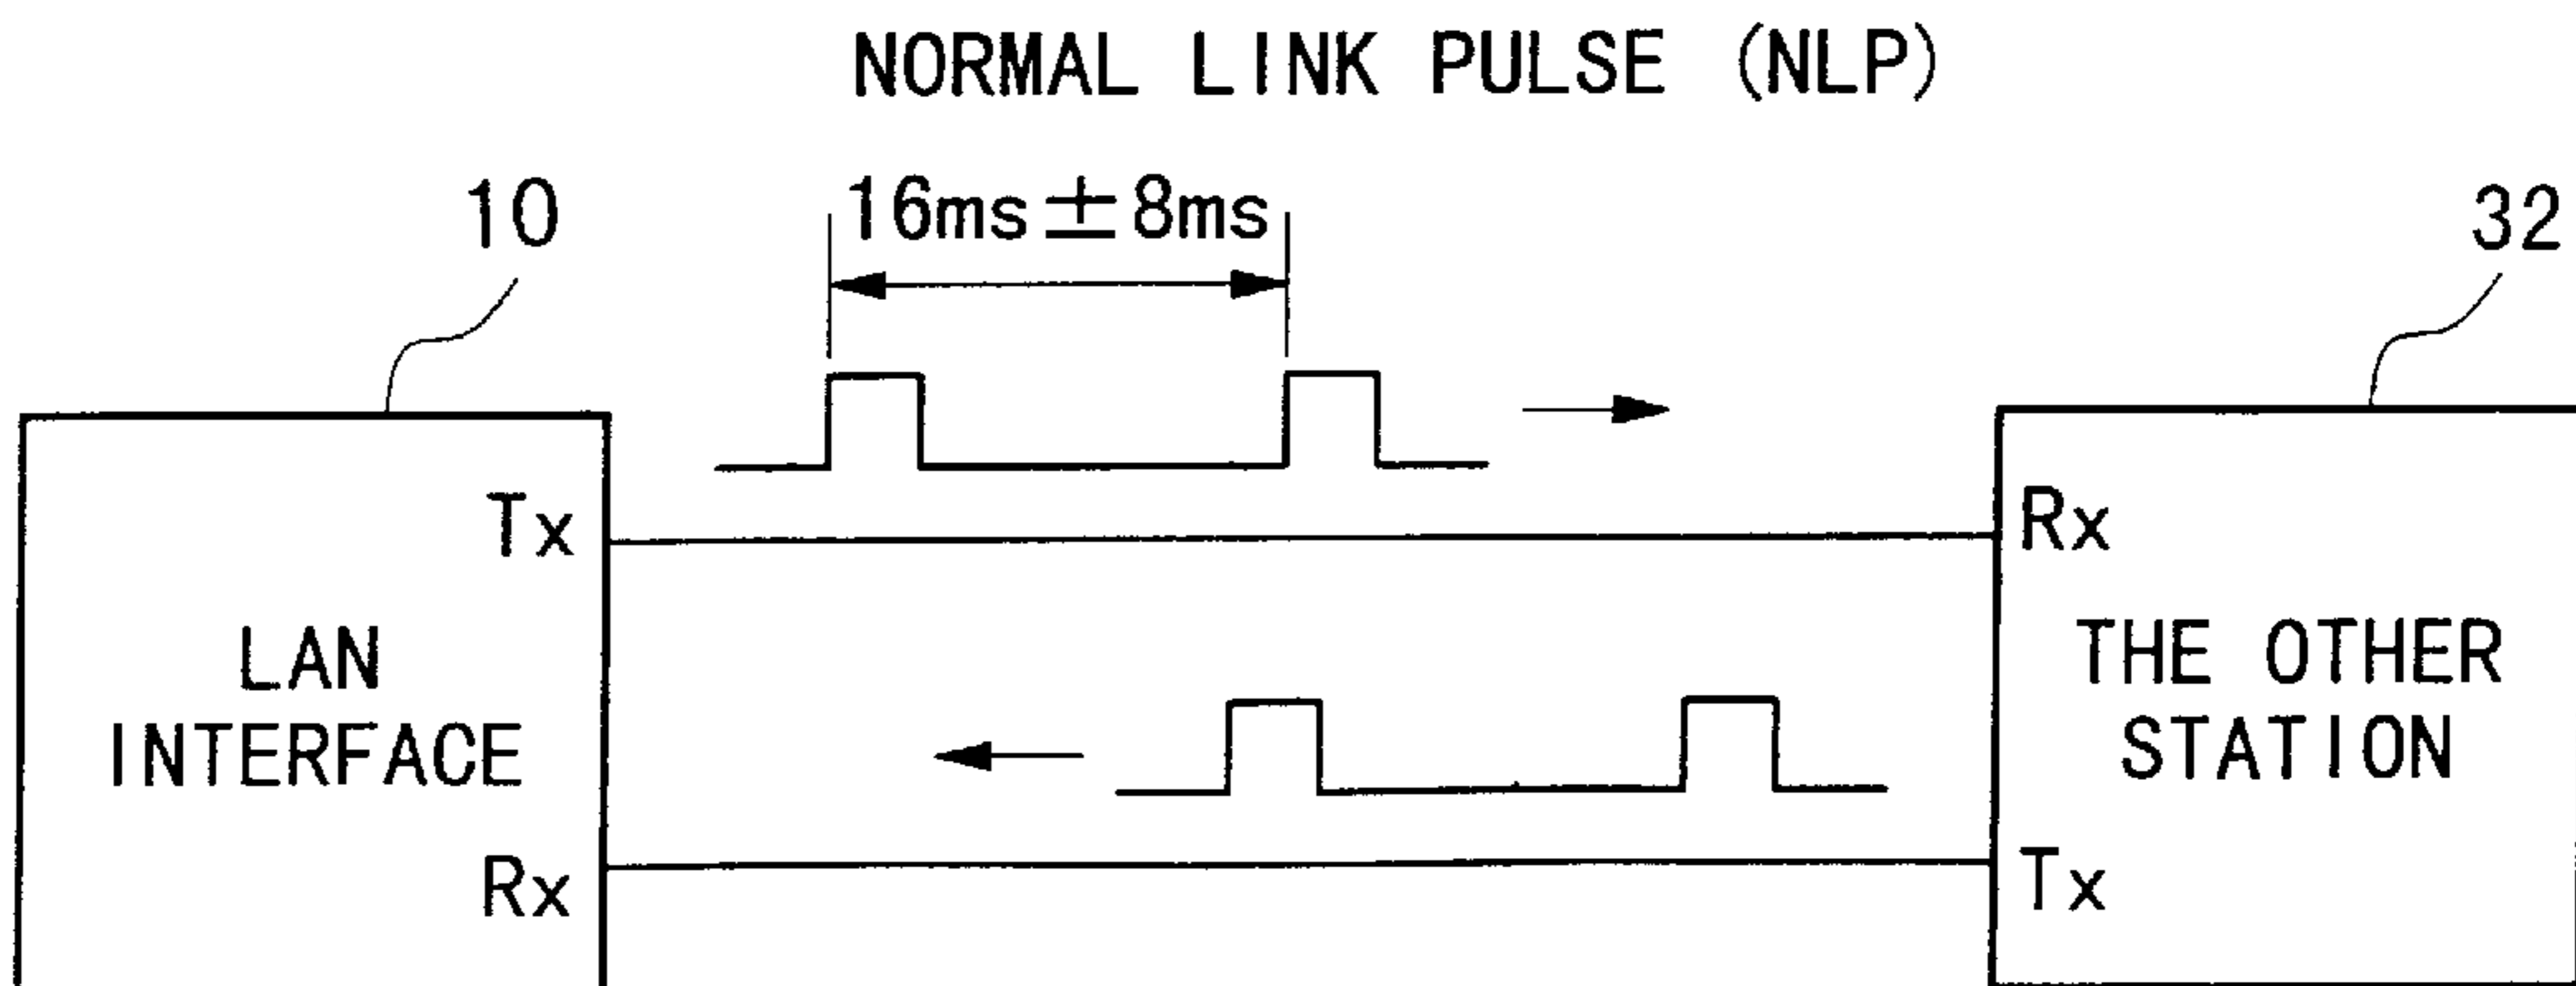 NORMAL LINK PULSE (NLP)
10
16ms±8ms
32
Tx
Rx
LAN
INTERFACE
THE OTHER
STATION
Rx
Tx